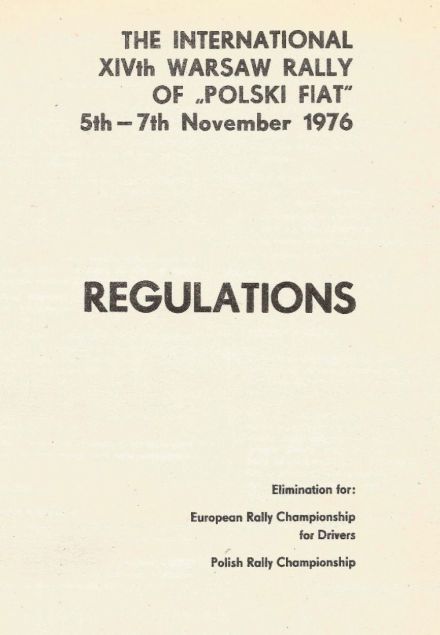 THE INTERNATIONAL
XIVth WARSAW RALLY
OF „POLSKI FIAT"
5th — 7th November 1976
REGULATIONS
Elimination for:
European Rally Championship
for Drivers
Polish Rally Championship